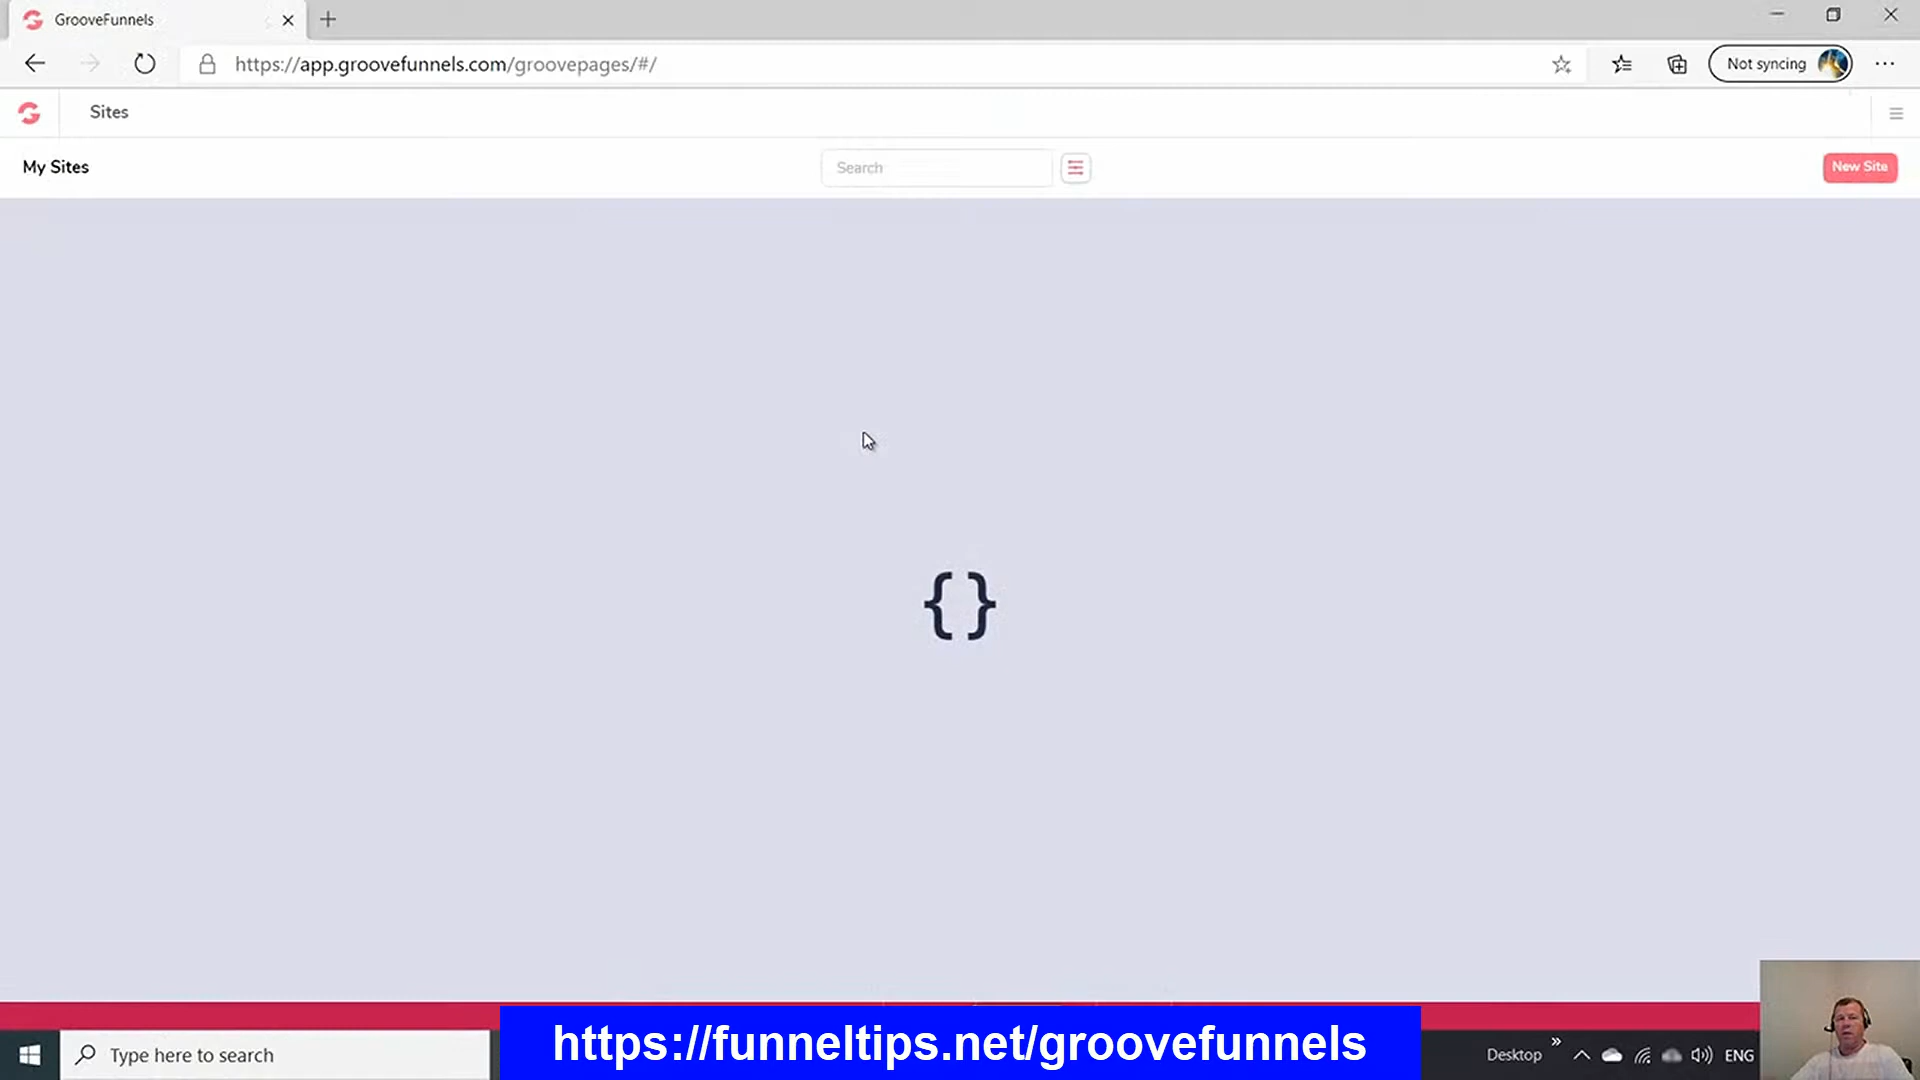 GrooveFunnels
https://app.groovefunnels.com/groovepages/#/
Not syncing
Sites
My Sites
Search
New Site
{}
https://funneltips.net/groovefunnels
Type here to search
Desktop
ENG